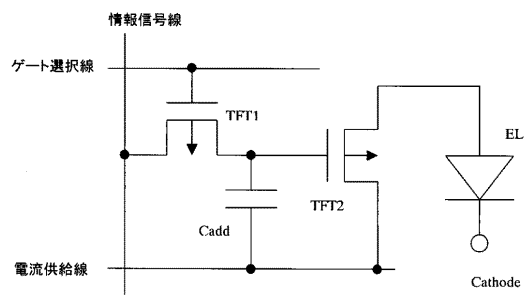 情報信号線
ゲート選択線
TFT1
EL
TFT2
Cadd
電流供給線
Cathode